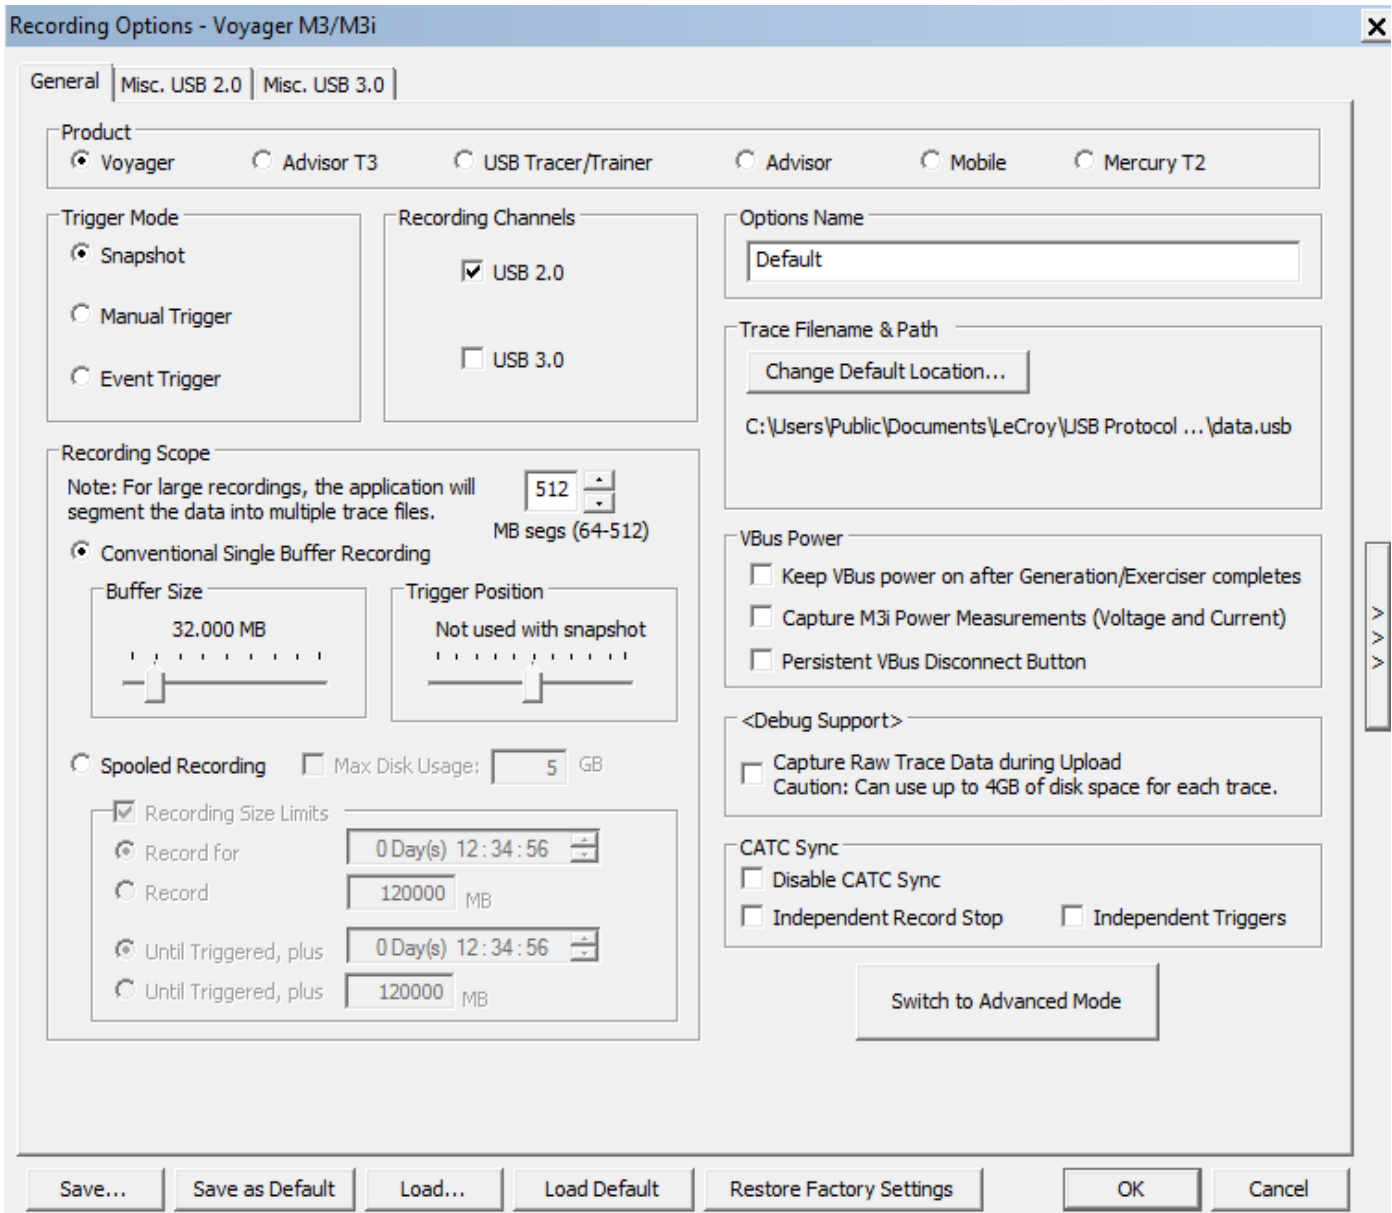 Recording Options - Voyager M3/M3i
General
Misc. USB 2.0
Misc. USB 3.0
Product
Voyager
Advisor T3
USB Tracer/Trainer
Advisor
Mobile
Mercury T2
Trigger Mode
Snapshot
Manual Trigger
Event Trigger
Recording Channels
USB 2.0
USB 3.0
Options Name
Default
Trace Filename & Path
Change Default Location...
C:\Users\Public\Documents\LeCroy\USB Protocol ...\data.usb
Recording Scope
Note: For large recordings, the application will
segment the data into multiple trace files.
512
MB segs (64-512)
Conventional Single Buffer Recording
Buffer Size
32.000 MB
Trigger Position
Not used with snapshot
Spooled Recording
Max Disk Usage:
5
GB
Recording Size Limits
Record for
0 Day(s) 12 : 34 : 56
Record
120000
MB
Until Triggered, plus
0 Day(s) 12 : 34 : 56
Until Triggered, plus
120000
MB
VBus Power
Keep VBus power on after Generation/Exerciser completes
Capture M3i Power Measurements (Voltage and Current)
Persistent VBus Disconnect Button
<Debug Support>
Capture Raw Trace Data during Upload
Caution: Can use up to 4GB of disk space for each trace.
CATC Sync
Disable CATC Sync
Independent Record Stop
Independent Triggers
Switch to Advanced Mode
>
>
>
Save...
Save as Default
Load...
Load Default
Restore Factory Settings
OK
Cancel